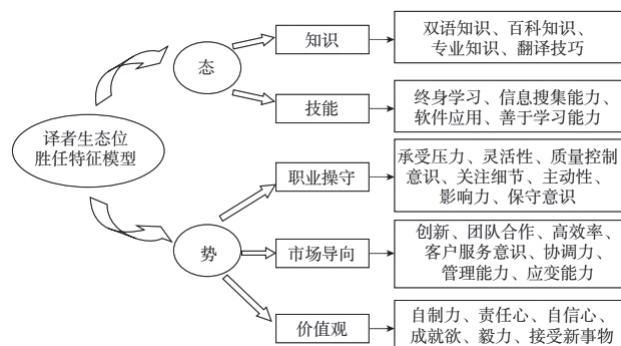 双语知识、百科知识、
专业知识、翻译技巧
知识
态
技能
终身学习、信息搜集能力、
软件应用、善于学习能力
译者生态位
胜任特征模型
职业操守
承受压力、灵活性、质量控制
意识、关注细节、主动性、
影响力、保守意识
势
市场导向
创新、团队合作、高效率、
客户服务意识、协调力、
管理能力、应变能力
价值观
自制力、责任心、自信心、
成就欲、毅力、接受新事物